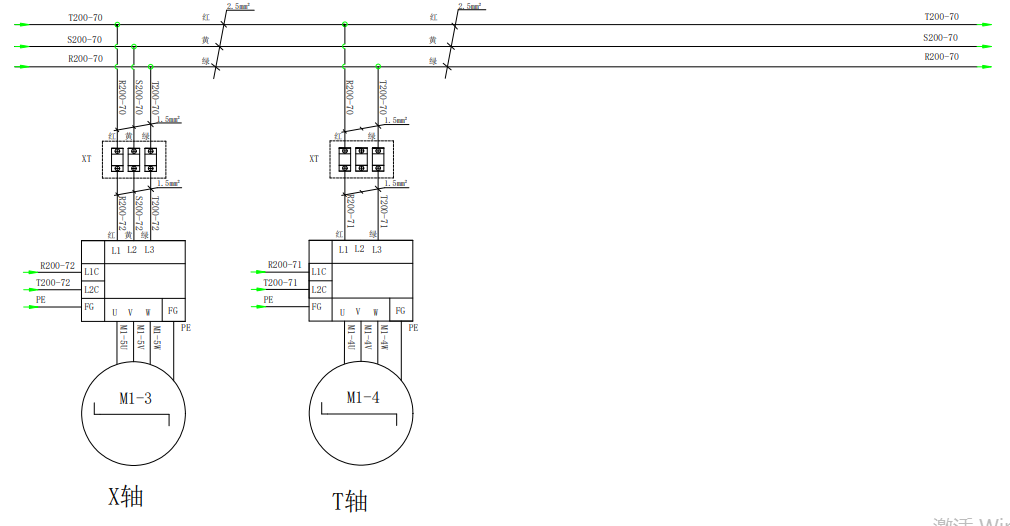 2.5mm² 2.5mm²
T200-70 红 红 T200-70
S200-70 黄 黄 S200-70
R200-70 绿 绿 R200-70
R200-70 S200-70 T200-70 R200-70 T200-70
1.5mm² 1.5mm²
红 黄 绿 红 绿
XT XT
1.5mm² 1.5mm²
R200-72 S200-72 T200-72 R200-71 T200-71
红 黄 绿 红 绿
L1 L2 L3 L1 L2 L3
R200-72 L1C R200-71 L1C
T200-72 L2C T200-71 L2C
PE FG U V W FG PE FG U V W FG
PE PE
M1-5U M1-5V M1-5W M1-4U M1-4V M1-4W
M1-3 M1-4
X轴 T轴
激活 Win